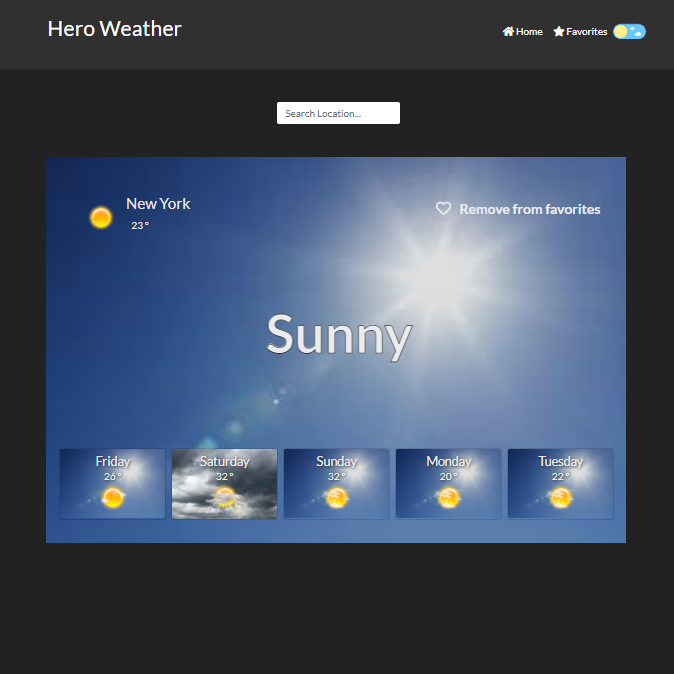 Hero Weather
Home
Favorites
Search Location...
New York
23°
Remove from favorites
Sunny
Friday
26°
Saturday
32°
Sunday
32°
Monday
20°
Tuesday
22°